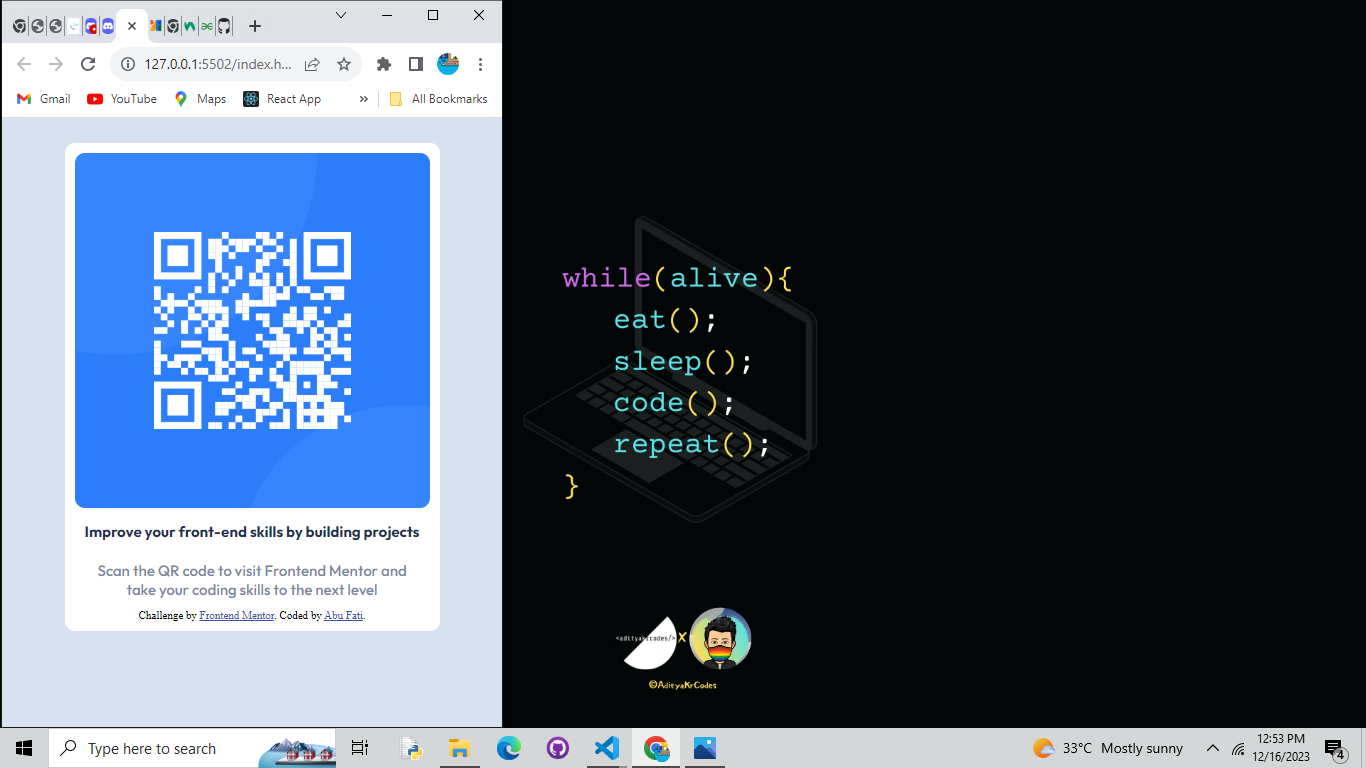 127.0.0.1:5502/index.h...
Gmail
YouTube
Maps
React App
»
All Bookmarks
Improve your front-end skills by building projects
Scan the QR code to visit Frontend Mentor and
take your coding skills to the next level
Challenge by Frontend Mentor. Coded by Abu Fati.
while(alive){
eat();
sleep();
code();
repeat();
}
<adityakrcodes/> X
©AdityaKrCodes
Type here to search
33°C Mostly sunny
12:53 PM
12/16/2023
4